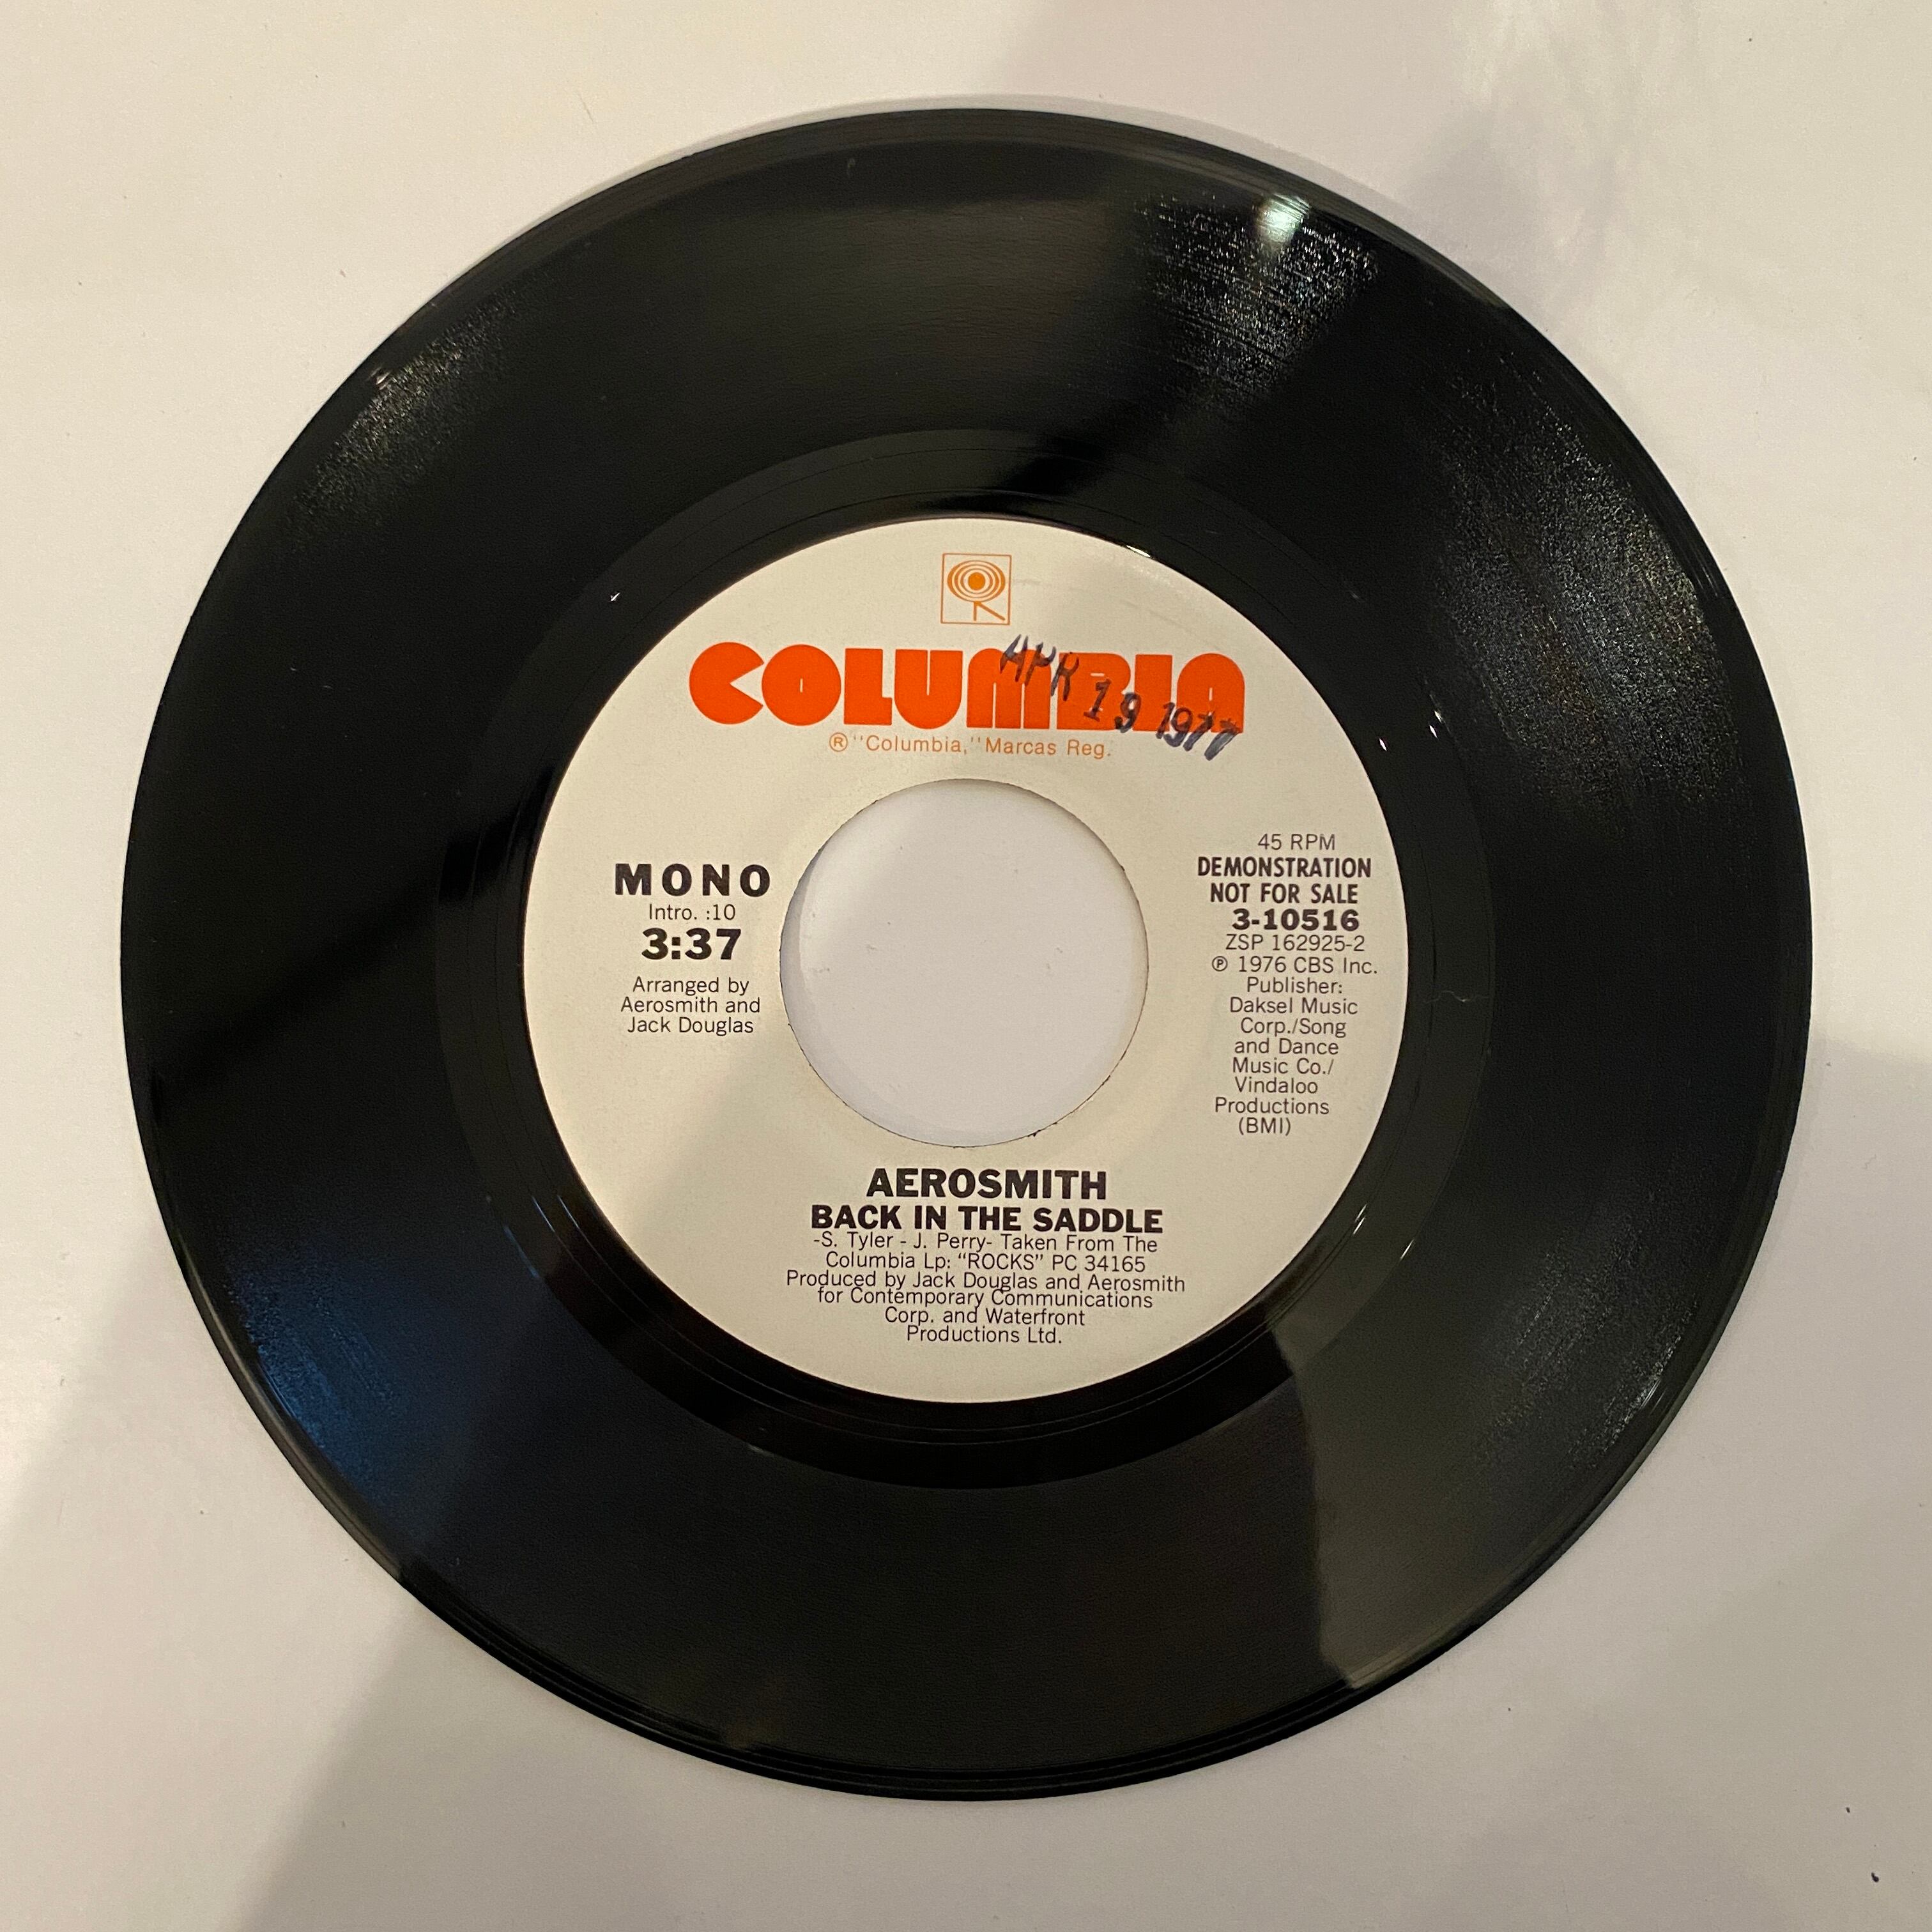 COLUMBIA
APR 19 1977
® "Columbia," Marcas Reg.
MONO
Intro. :10
3:37
Arranged by
Aerosmith and
Jack Douglas
45 RPM
DEMONSTRATION
NOT FOR SALE
3-10516
ZSP 162925-2
℗ 1976 CBS Inc.
Publisher:
Daksel Music
Corp./Song
and Dance
Music Co./
Vindaloo
Productions
(BMI)
AEROSMITH
BACK IN THE SADDLE
-S. Tyler - J. Perry- Taken From The
Columbia Lp: “ROCKS” PC 34165
Produced by Jack Douglas and Aerosmith
for Contemporary Communications
Corp. and Waterfront
Productions Ltd.